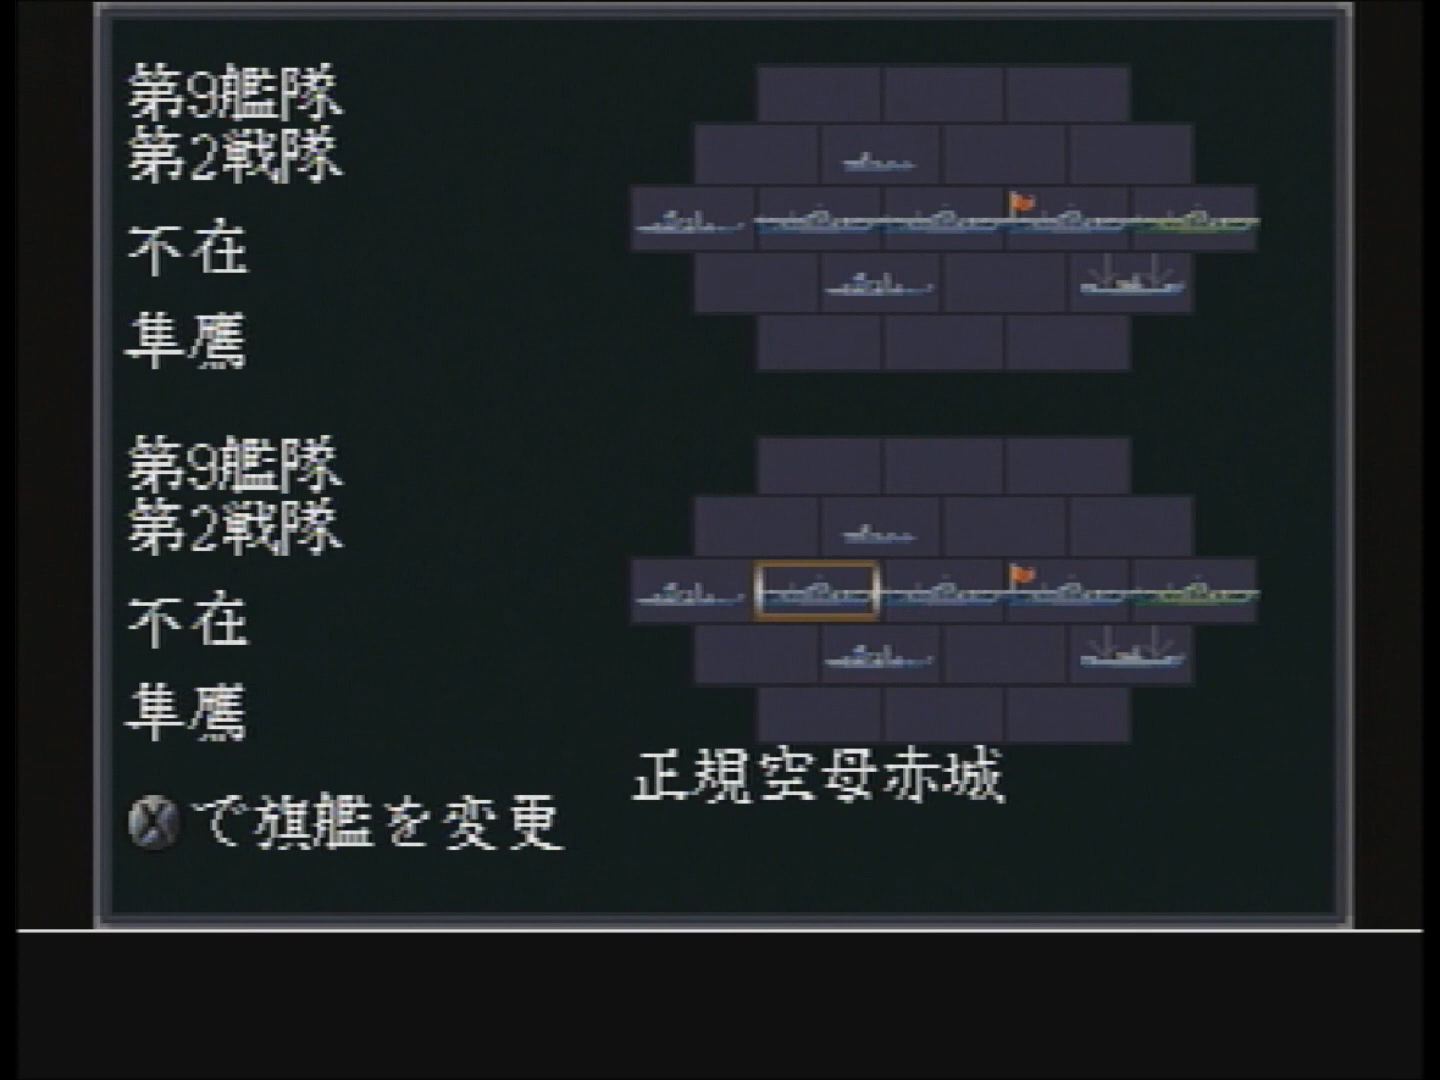 第9艦隊
第2戦隊
不在
隼鷹
第9艦隊
第2戦隊
不在
隼鷹
正規空母赤城
Xで旗艦を変更